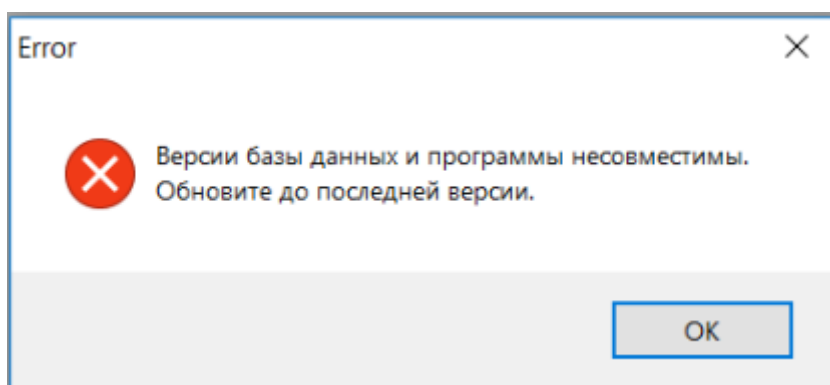 Error
Версии базы данных и программы несовместимы.
Обновите до последней версии.
OK